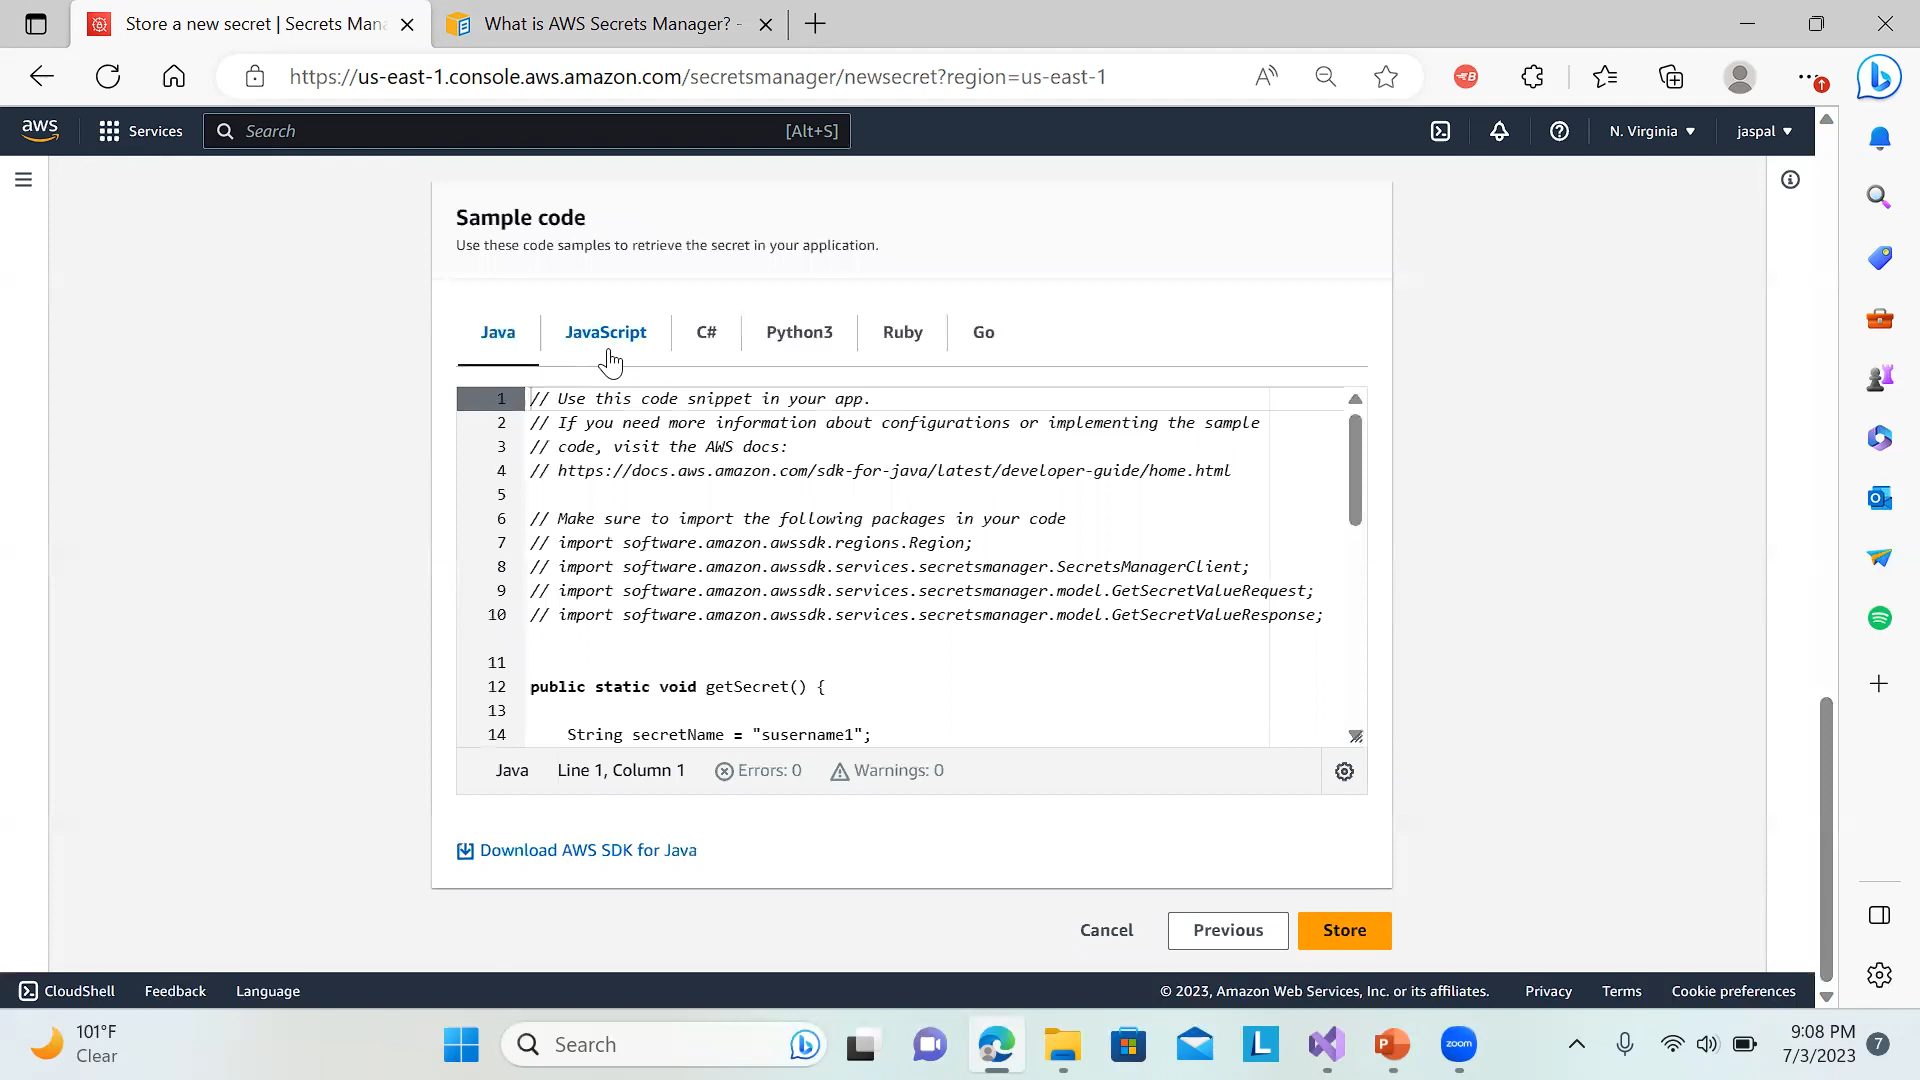 Store a new secret | Secrets Mana
What is AWS Secrets Manager? -
https://us-east-1.console.aws.amazon.com/secretsmanager/newsecret?region=us-east-1
aws
Services
Search
[Alt+S]
N. Virginia
jaspal
Sample code
Use these code samples to retrieve the secret in your application.
Java
JavaScript
C#
Python3
Ruby
Go
1 // Use this code snippet in your app.
2 // If you need more information about configurations or implementing the sample
3 // code, visit the AWS docs:
4 // https://docs.aws.amazon.com/sdk-for-java/latest/developer-guide/home.html
5
6 // Make sure to import the following packages in your code
7 // import software.amazon.awssdk.regions.Region;
8 // import software.amazon.awssdk.services.secretsmanager.SecretsManagerClient;
9 // import software.amazon.awssdk.services.secretsmanager.model.GetSecretValueRequest;
10 // import software.amazon.awssdk.services.secretsmanager.model.GetSecretValueResponse;
11
12 public static void getSecret() {
13
14 String secretName = "susername1";
Java Line 1, Column 1 Errors: 0 Warnings: 0
Download AWS SDK for Java
Cancel
Previous
Store
CloudShell
Feedback
Language
© 2023, Amazon Web Services, Inc. or its affiliates.
Privacy
Terms
Cookie preferences
101°F
Clear
Search
L
P
zoom
9:08 PM
7/3/2023
7